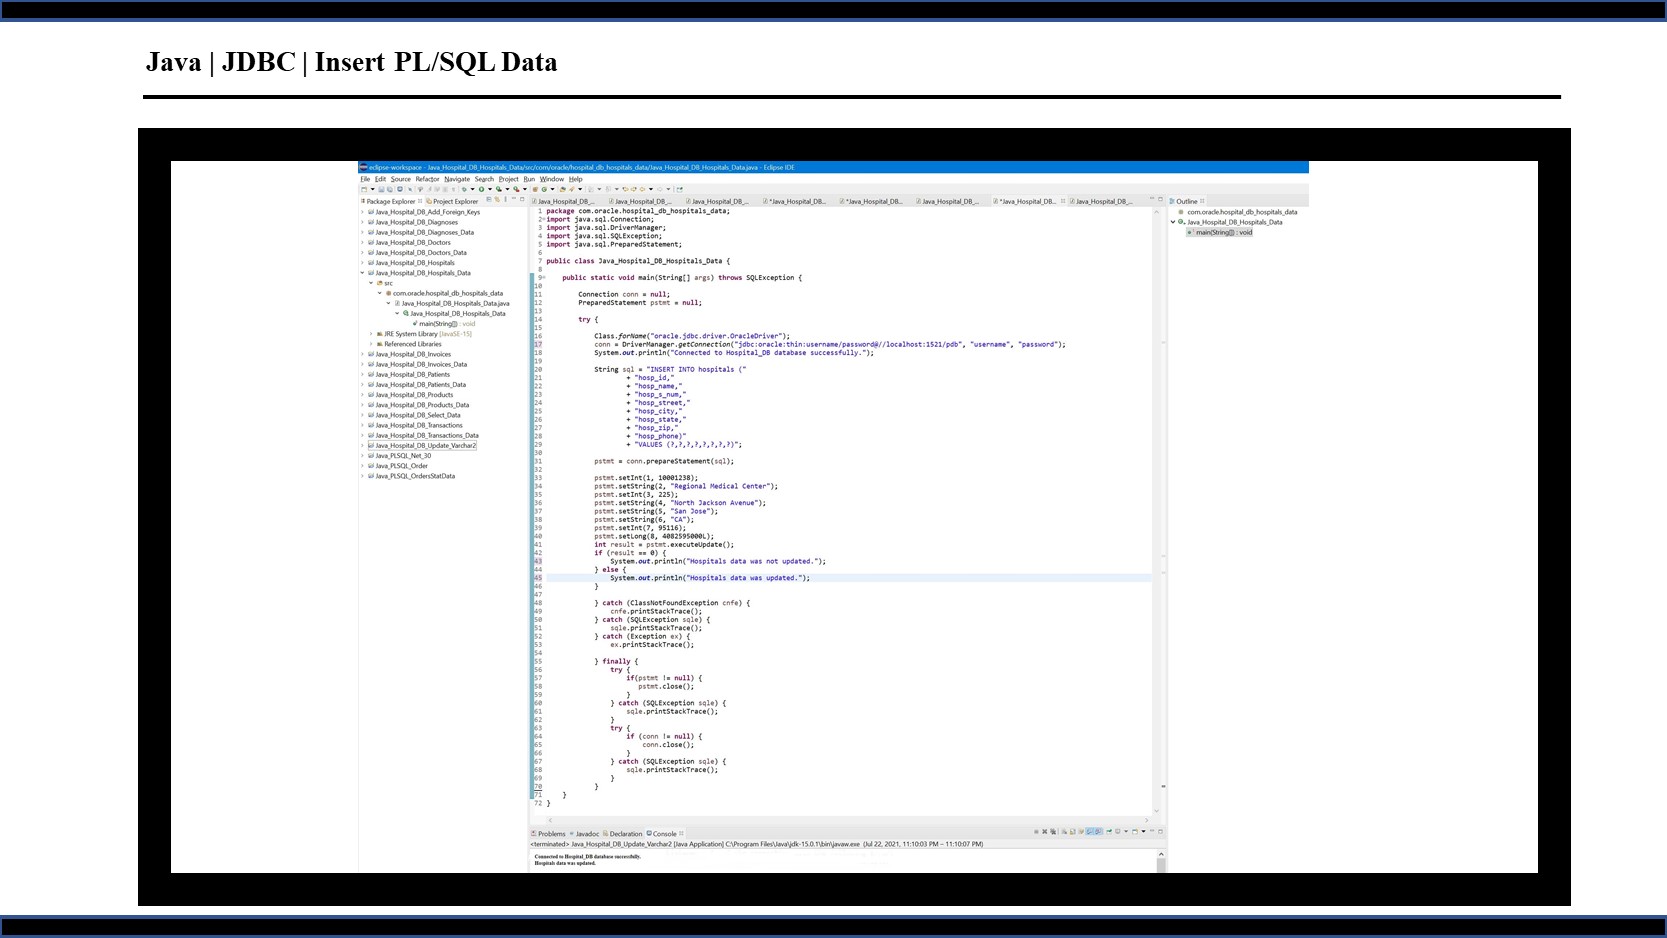 Java | JDBC | Insert PL/SQL Data
eclipse-workspace - Java_Hospital_DB_Hospitals_Data/src/com/oracle/hospital_db_hospitals_data/Java_Hospital_DB_Hospitals_Data.java - Eclipse IDE
File Edit Source Refactor Navigate Search Project Run Window Help
Package Explorer Project Explorer
Java_Hospital_DB_Add_Foreign_Keys
Java_Hospital_DB_Diagnoses
Java_Hospital_DB_Diagnoses_Data
Java_Hospital_DB_Doctors
Java_Hospital_DB_Doctors_Data
Java_Hospital_DB_Hospitals
Java_Hospital_DB_Hospitals_Data
src
com.oracle.hospital_db_hospitals_data
Java_Hospital_DB_Hospitals_Data.java
Java_Hospital_DB_Hospitals_Data
main(String[]) : void
JRE System Library [JavaSE-15]
Referenced Libraries
Java_Hospital_DB_Invoices
Java_Hospital_DB_Invoices_Data
Java_Hospital_DB_Patients
Java_Hospital_DB_Patients_Data
Java_Hospital_DB_Products
Java_Hospital_DB_Products_Data
Java_Hospital_DB_Select_Data
Java_Hospital_DB_Transactions
Java_Hospital_DB_Transactions_Data
Java_Hospital_DB_Update_Varchar2
Java_PLSQL_Net_30
Java_PLSQL_Order
Java_PLSQL_OrdersStatData
Java_Hospital_DB_... Java_Hospital_DB_... Java_Hospital_DB_... *Java_Hospital_DB... *Java_Hospital_DB... Java_Hospital_DB_... *Java_Hospital_DB... Java_Hospital_DB_...
1 package com.oracle.hospital_db_hospitals_data;
2 import java.sql.Connection;
3 import java.sql.DriverManager;
4 import java.sql.SQLException;
5 import java.sql.PreparedStatement;
6
7 public class Java_Hospital_DB_Hospitals_Data {
8
9 public static void main(String[] args) throws SQLException {
10
11 Connection conn = null;
12 PreparedStatement pstmt = null;
13
14 try {
15
16 Class.forName("oracle.jdbc.driver.OracleDriver");
17 conn = DriverManager.getConnection("jdbc:oracle:thin:username/password@//localhost:1521/pdb", "username", "password");
18 System.out.println("Connected to Hospital_DB database successfully.");
19
20 String sql = "INSERT INTO hospitals ("
21 + "hosp_id,"
22 + "hosp_name,"
23 + "hosp_s_num,"
24 + "hosp_street,"
25 + "hosp_city,"
26 + "hosp_state,"
27 + "hosp_zip,"
28 + "hosp_phone)"
29 + "VALUES (?,?,?,?,?,?,?,?)";
30
31 pstmt = conn.prepareStatement(sql);
32
33 pstmt.setInt(1, 10001238);
34 pstmt.setString(2, "Regional Medical Center");
35 pstmt.setInt(3, 225);
36 pstmt.setString(4, "North Jackson Avenue");
37 pstmt.setString(5, "San Jose");
38 pstmt.setString(6, "CA");
39 pstmt.setInt(7, 95116);
40 pstmt.setLong(8, 4082595000L);
41 int result = pstmt.executeUpdate();
42 if (result == 0) {
43 System.out.println("Hospitals data was not updated.");
44 } else {
45 System.out.println("Hospitals data was updated.");
46 }
47
48 } catch (ClassNotFoundException cnfe) {
49 cnfe.printStackTrace();
50 } catch (SQLException sqle) {
51 sqle.printStackTrace();
52 } catch (Exception ex) {
53 ex.printStackTrace();
54
55 } finally {
56 try {
57 if(pstmt != null) {
58 pstmt.close();
59 }
60 } catch (SQLException sqle) {
61 sqle.printStackTrace();
62 }
63 try {
64 if (conn != null) {
65 conn.close();
66 }
67 } catch (SQLException sqle) {
68 sqle.printStackTrace();
69 }
70 }
71 }
72 }
Outline
com.oracle.hospital_db_hospitals_data
Java_Hospital_DB_Hospitals_Data
main(String[]) : void
Problems Javadoc Declaration Console
<terminated> Java_Hospital_DB_Update_Varchar2 [Java Application] C:\Program Files\Java\jdk-15.0.1\bin\javaw.exe (Jul 22, 2021, 11:10:03 PM – 11:10:07 PM)
Connected to Hospital_DB database successfully.
Hospitals data was updated.